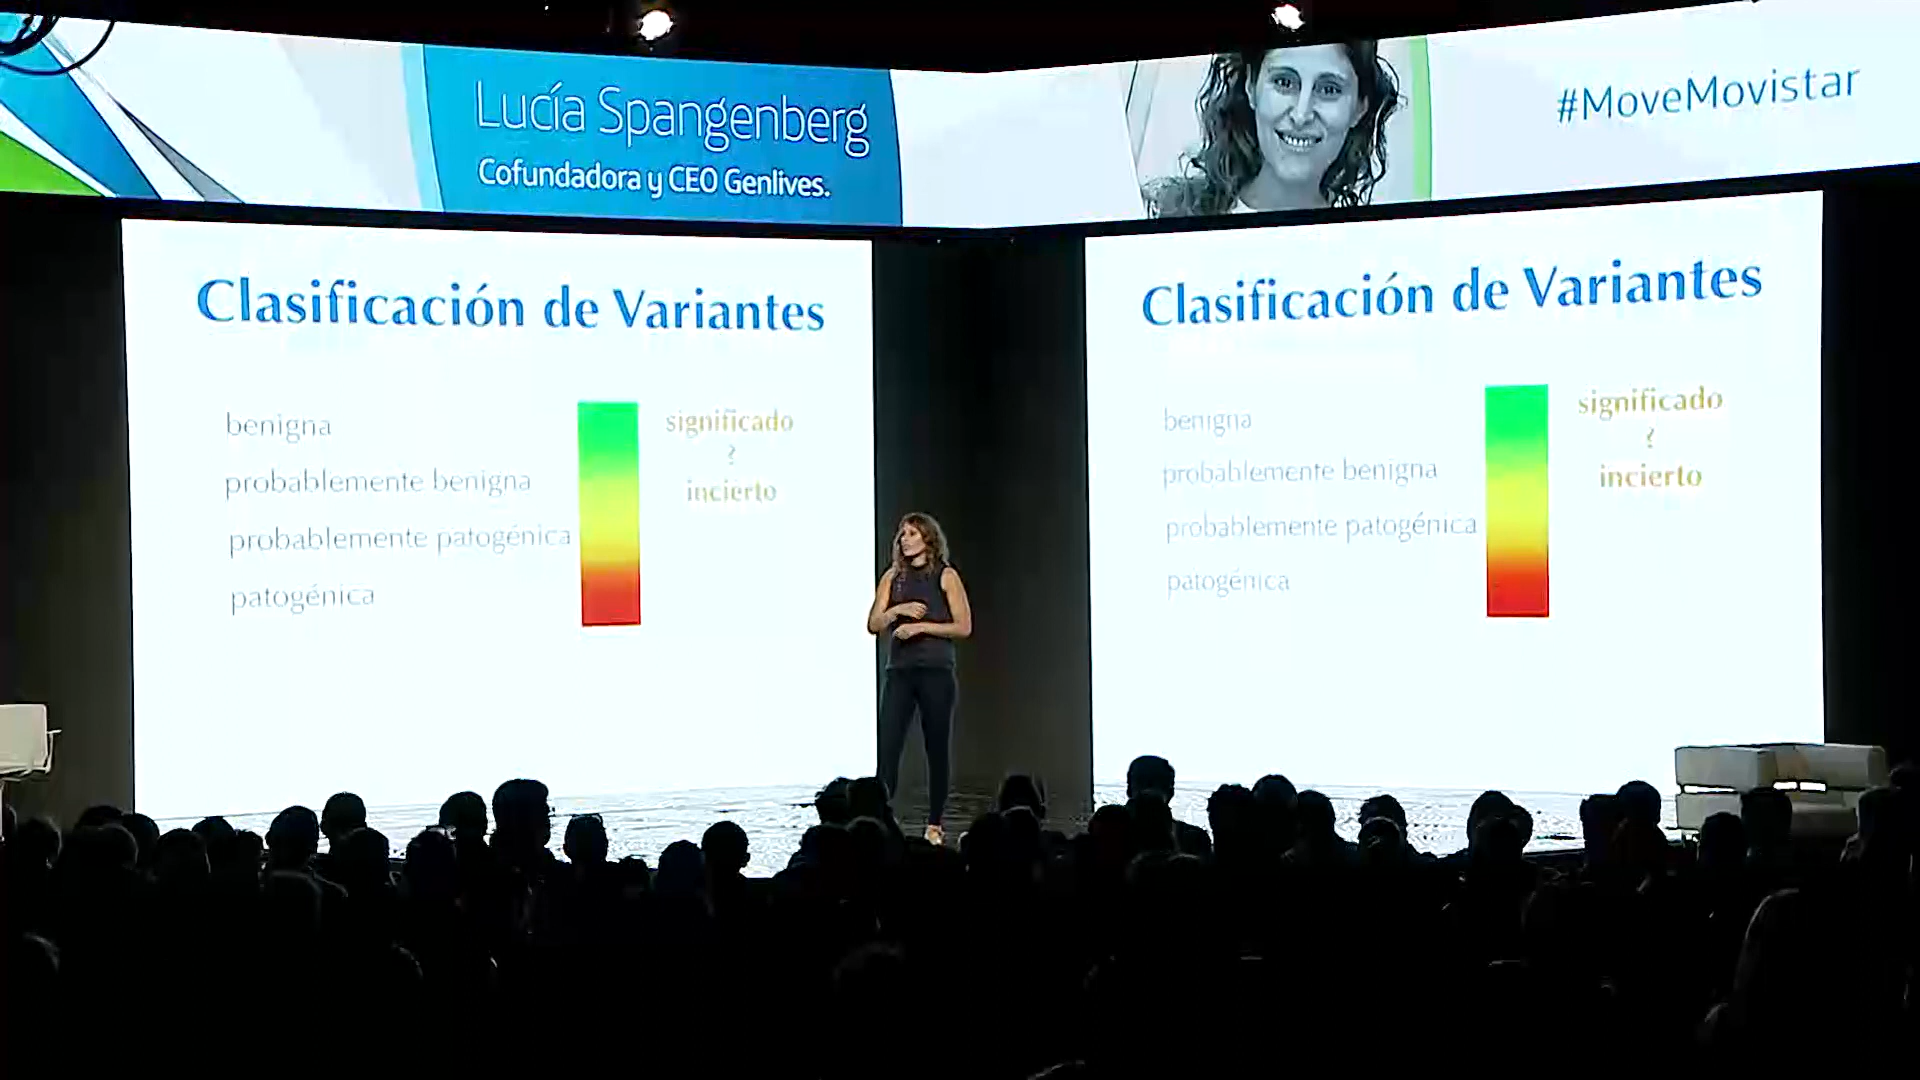 Lucía Spangenberg
Cofundadora y CEO Genlives.
#MoveMovistar
Clasificación de Variantes
benigna
probablemente benigna
probablemente patogénica
patogénica
significado
?
incierto
Clasificación de Variantes
benigna
probablemente benigna
probablemente patogénica
patogénica
significado
?
incierto